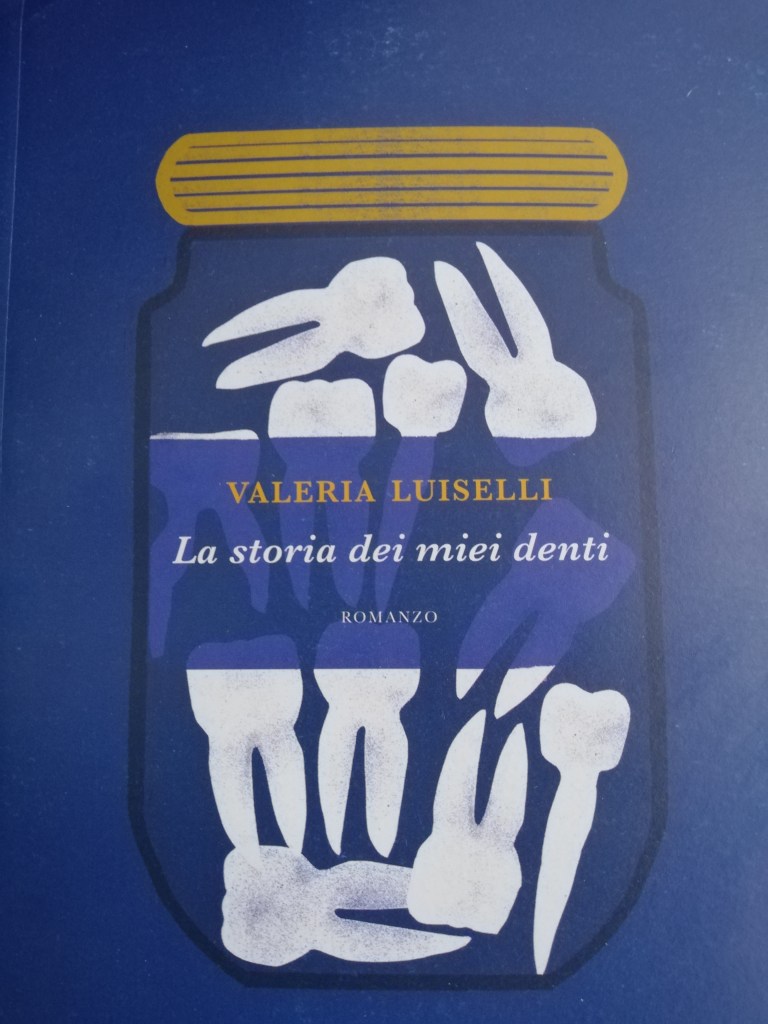 VALERIA LUISELLI
La storia dei miei denti
ROMANZO